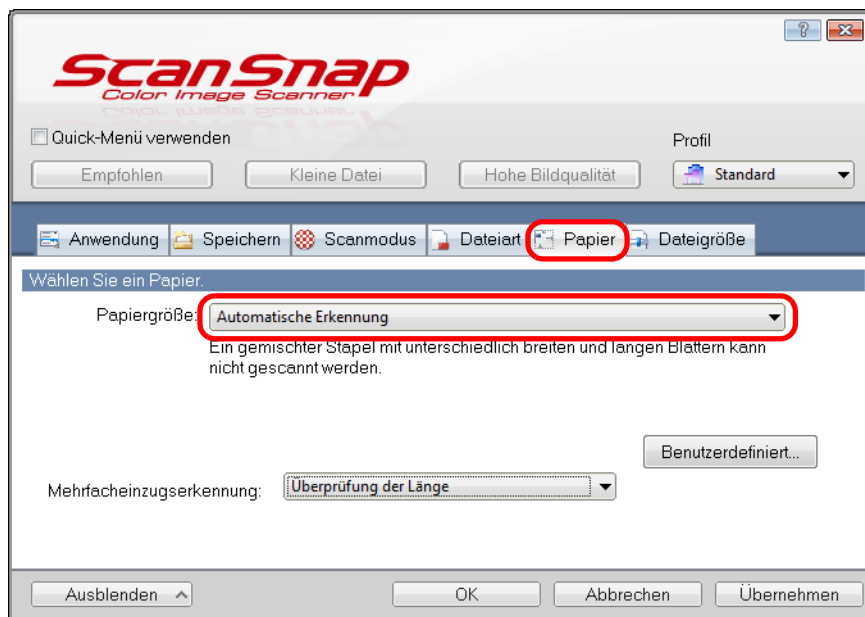 ScanSnap
Color Image Scanner
Quick-Menü verwenden
Profil
Empfohlen
Kleine Datei
Hohe Bildqualität
Standard
Anwendung
Speichern
Scanmodus
Dateiart
Papier
Dateigröße
Wählen Sie ein Papier.
Papiergröße:
Automatische Erkennung
Ein gemischter Stapel mit unterschiedlich breiten und langen Blättern kann
nicht gescannt werden.
Benutzerdefiniert...
Mehrfacheinzugserkennung:
Überprüfung der Länge
Ausblenden
OK
Abbrechen
Übernehmen